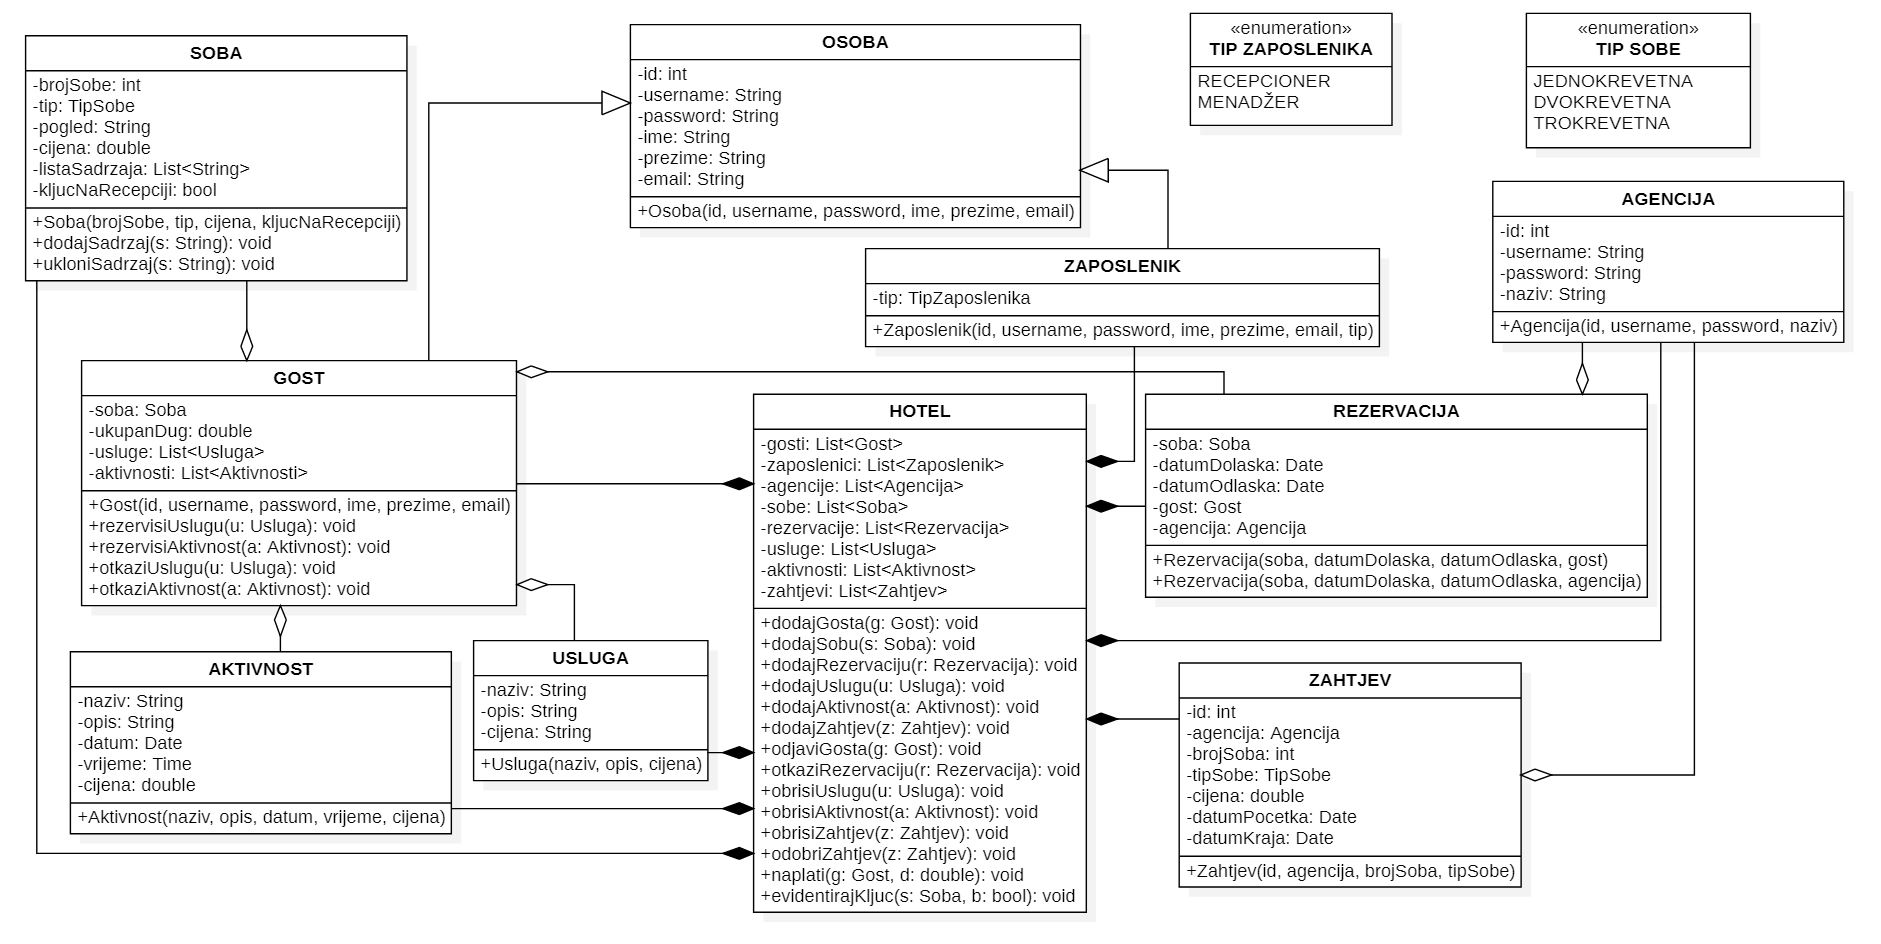 SOBA
-brojSobe: int
-tip: TipSobe
-pogled: String
-cijena: double
-listaSadrzaja: List<String>
-kljucNaRecepciji: bool
+Soba(brojSobe, tip, cijena, kljucNaRecepciji)
+dodajSadrzaj(s: String): void
+ukloniSadrzaj(s: String): void
OSOBA
-id: int
-username: String
-password: String
-ime: String
-prezime: String
-email: String
+Osoba(id, username, password, ime, prezime, email)
«enumeration»
TIP ZAPOSLENIKA
RECEPCIONER
MENADŽER
«enumeration»
TIP SOBE
JEDNOKREVETNA
DVOKREVETNA
TROKREVETNA
AGENCIJA
-id: int
-username: String
-password: String
-naziv: String
+Agencija(id, username, password, naziv)
ZAPOSLENIK
-tip: TipZaposlenika
+Zaposlenik(id, username, password, ime, prezime, email, tip)
GOST
-soba: Soba
-ukupanDug: double
-usluge: List<Usluga>
-aktivnosti: List<Aktivnosti>
+Gost(id, username, password, ime, prezime, email)
+rezervisiUslugu(u: Usluga): void
+rezervisiAktivnost(a: Aktivnost): void
+otkaziUslugu(u: Usluga): void
+otkaziAktivnost(a: Aktivnost): void
HOTEL
-gosti: List<Gost>
-zaposlenici: List<Zaposlenik>
-agencije: List<Agencija>
-sobe: List<Soba>
-rezervacije: List<Rezervacija>
-usluge: List<Usluga>
-aktivnosti: List<Aktivnost>
-zahtjevi: List<Zahtjev>
+dodajGosta(g: Gost): void
+dodajSobu(s: Soba): void
+dodajRezervaciju(r: Rezervacija): void
+dodajUslugu(u: Usluga): void
+dodajAktivnost(a: Aktivnost): void
+dodajZahtjev(z: Zahtjev): void
+odjaviGosta(g: Gost): void
+otkaziRezervaciju(r: Rezervacija): void
+obrisiUslugu(u: Usluga): void
+obrisiAktivnost(a: Aktivnost): void
+obrisiZahtjev(z: Zahtjev): void
+odobriZahtjev(z: Zahtjev): void
+naplati(g: Gost, d: double): void
+evidentirajKljuc(s: Soba, b: bool): void
REZERVACIJA
-soba: Soba
-datumDolaska: Date
-datumOdlaska: Date
-gost: Gost
-agencija: Agencija
+Rezervacija(soba, datumDolaska, datumOdlaska, gost)
+Rezervacija(soba, datumDolaska, datumOdlaska, agencija)
AKTIVNOST
-naziv: String
-opis: String
-datum: Date
-vrijeme: Time
-cijena: double
+Aktivnost(naziv, opis, datum, vrijeme, cijena)
USLUGA
-naziv: String
-opis: String
-cijena: String
+Usluga(naziv, opis, cijena)
ZAHTJEV
-id: int
-agencija: Agencija
-brojSoba: int
-tipSobe: TipSobe
-cijena: double
-datumPocetka: Date
-datumKraja: Date
+Zahtjev(id, agencija, brojSoba, tipSobe)